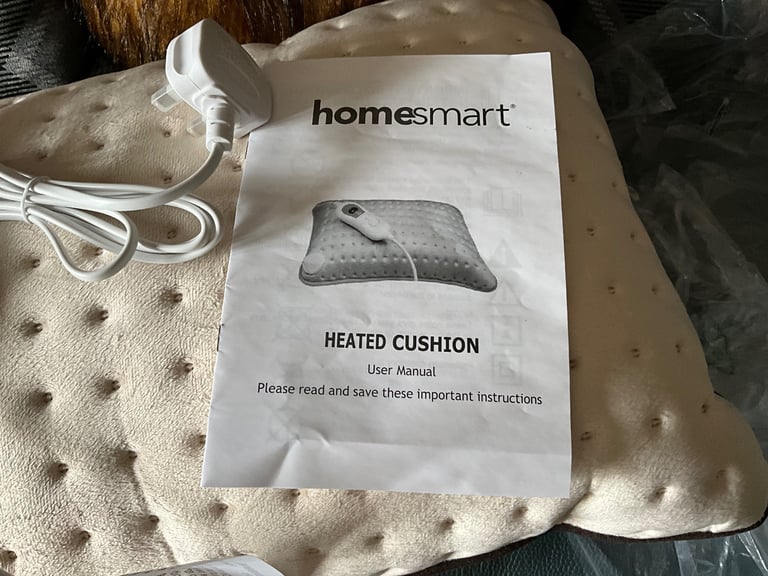 homesmart®
HEATED CUSHION
User Manual
Please read and save these important instructions